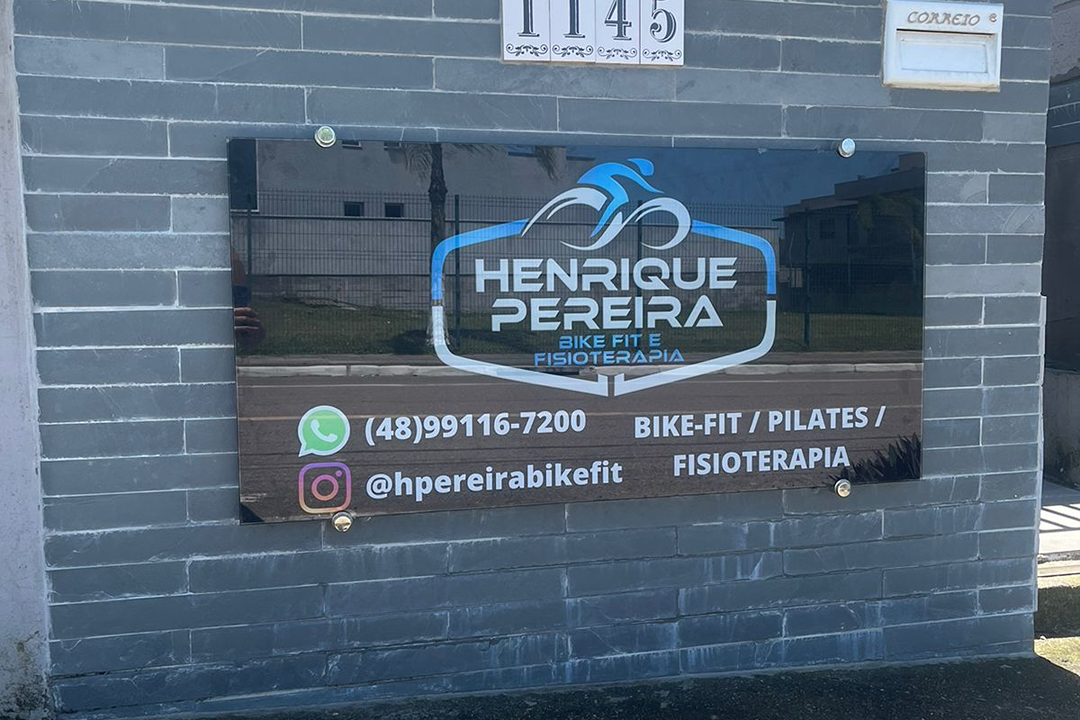 1145
CORREIO
HENRIQUE
PEREIRA
BIKE FIT E
FISIOTERAPIA
(48)99116-7200
@hpereirabikefit
BIKE-FIT / PILATES /
FISIOTERAPIA